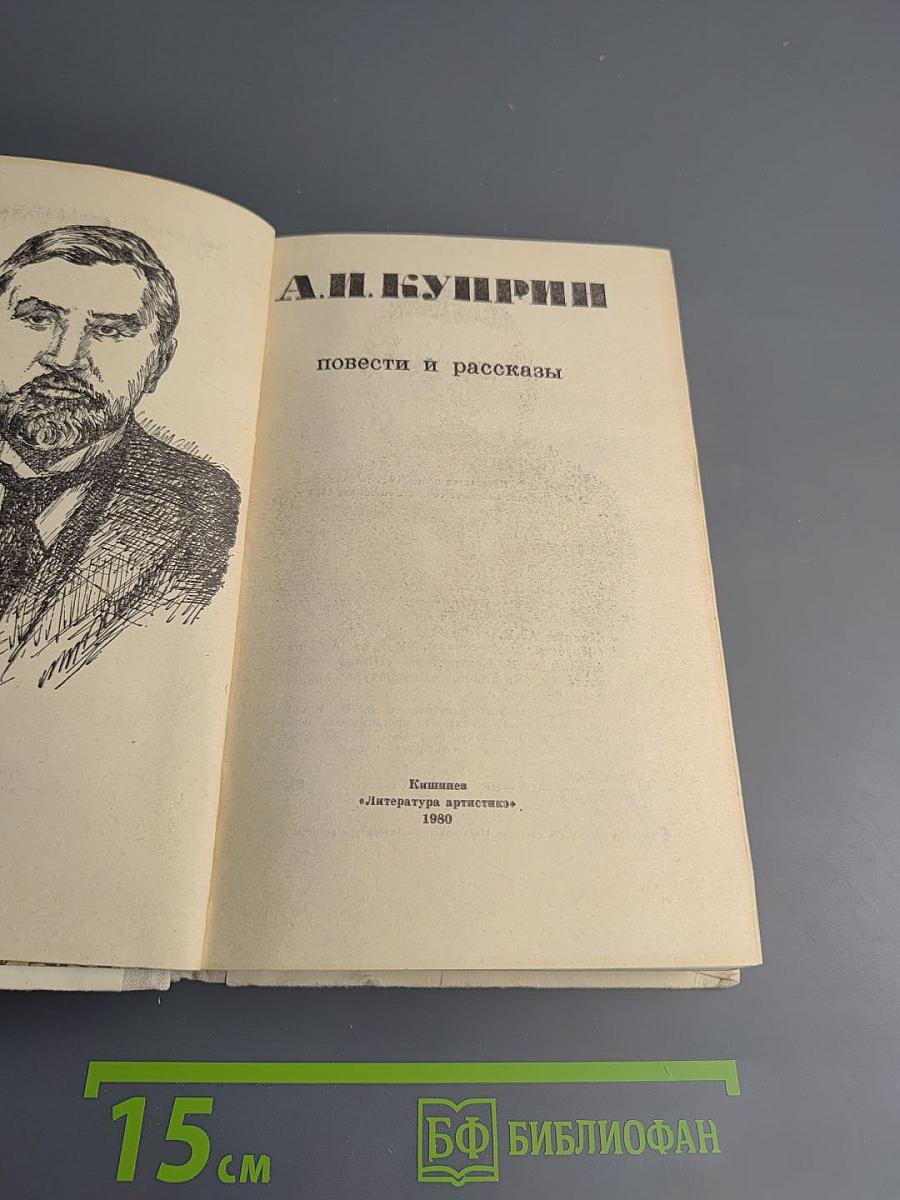 А.И.КУПРИН
повести и рассказы
Кишинев
«Литература артистикэ»
1980
15 см
БФ БИБЛИОФАН